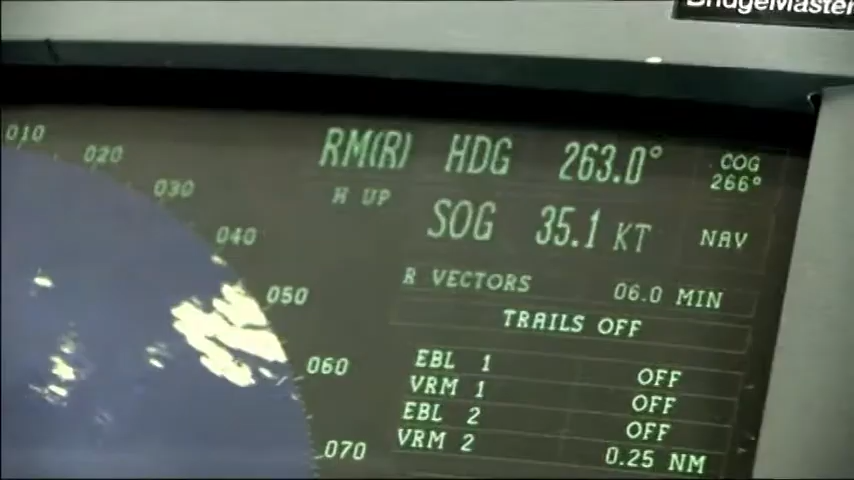 BridgeMaster
010
020
030
040
050
060
070
RM(R) HDG 263.0° COG 266°
H UP
SOG 35.1 KT NAV
R VECTORS 06.0 MIN
TRAILS OFF
EBL 1 OFF
VRM 1 OFF
EBL 2 OFF
VRM 2 0.25 NM